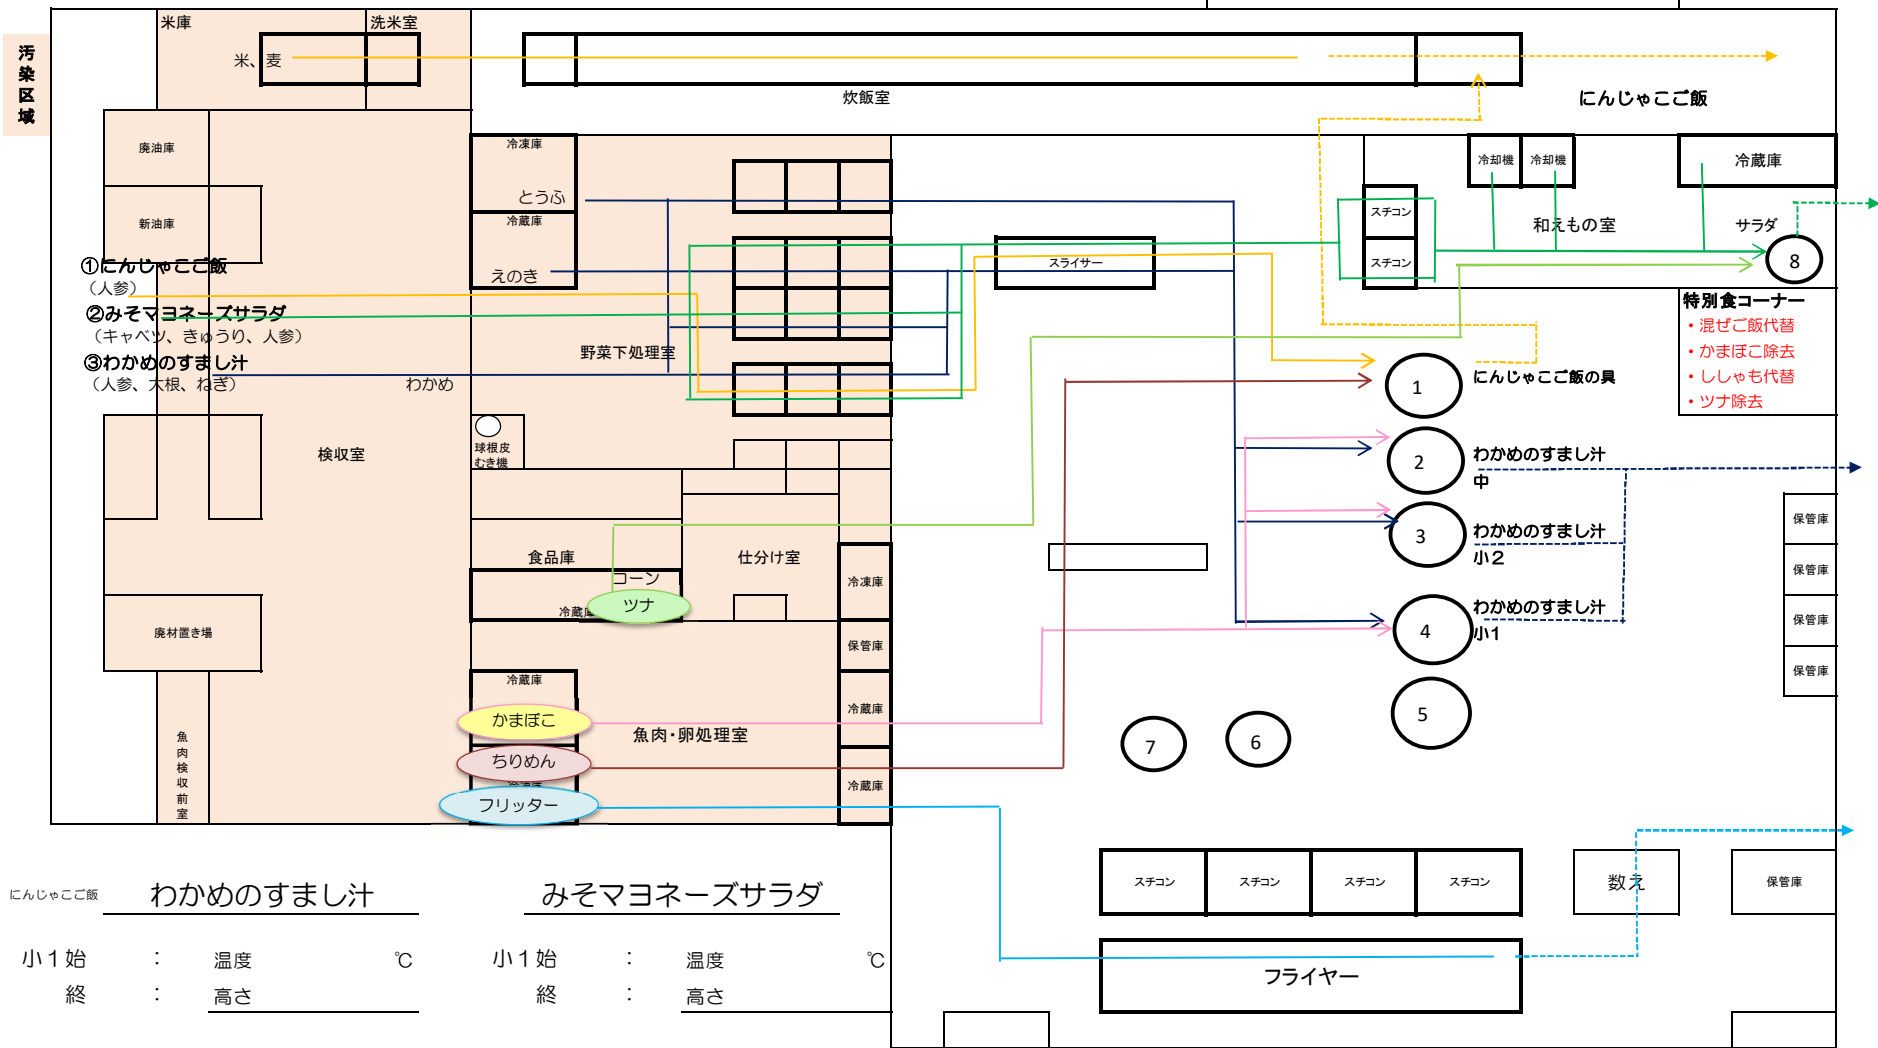 米庫
洗米室
汚染区域
米、麦
炊飯室
にんじゃこご飯
廃油庫
冷凍庫
とうふ
冷却機
冷却機
冷蔵庫
新油庫
冷蔵庫
えのき
スチコン
スチコン
和えもの室
サラダ
8
スライサー
①にんじゃこご飯
（人参）
②みそマヨネーズサラダ
（キャベツ、きゅうり、人参）
③わかめのすまし汁
（人参、大根、ねぎ）
わかめ
野菜下処理室
特別食コーナー
・混ぜご飯代替
・かまぼこ除去
・ししゃも代替
・ツナ除去
1
にんじゃこご飯の具
検収室
球根皮
むき機
2
わかめのすまし汁
中
3
わかめのすまし汁
小２
4
わかめのすまし汁
小1
5
6
7
保管庫
保管庫
保管庫
保管庫
食品庫
コーン
ツナ
冷蔵庫
仕分け室
冷凍庫
保管庫
冷蔵庫
冷蔵庫
廃材置き場
冷蔵庫
かまぼこ
ちりめん
冷凍庫
フリッター
魚肉・卵処理室
魚肉検収前室
スチコン
スチコン
スチコン
スチコン
数え
保管庫
フライヤー
にんじゃこご飯
わかめのすまし汁
みそマヨネーズサラダ
小１始 ： 温度 ℃
終 ： 高さ
小１始 ： 温度 ℃
終 ： 高さ